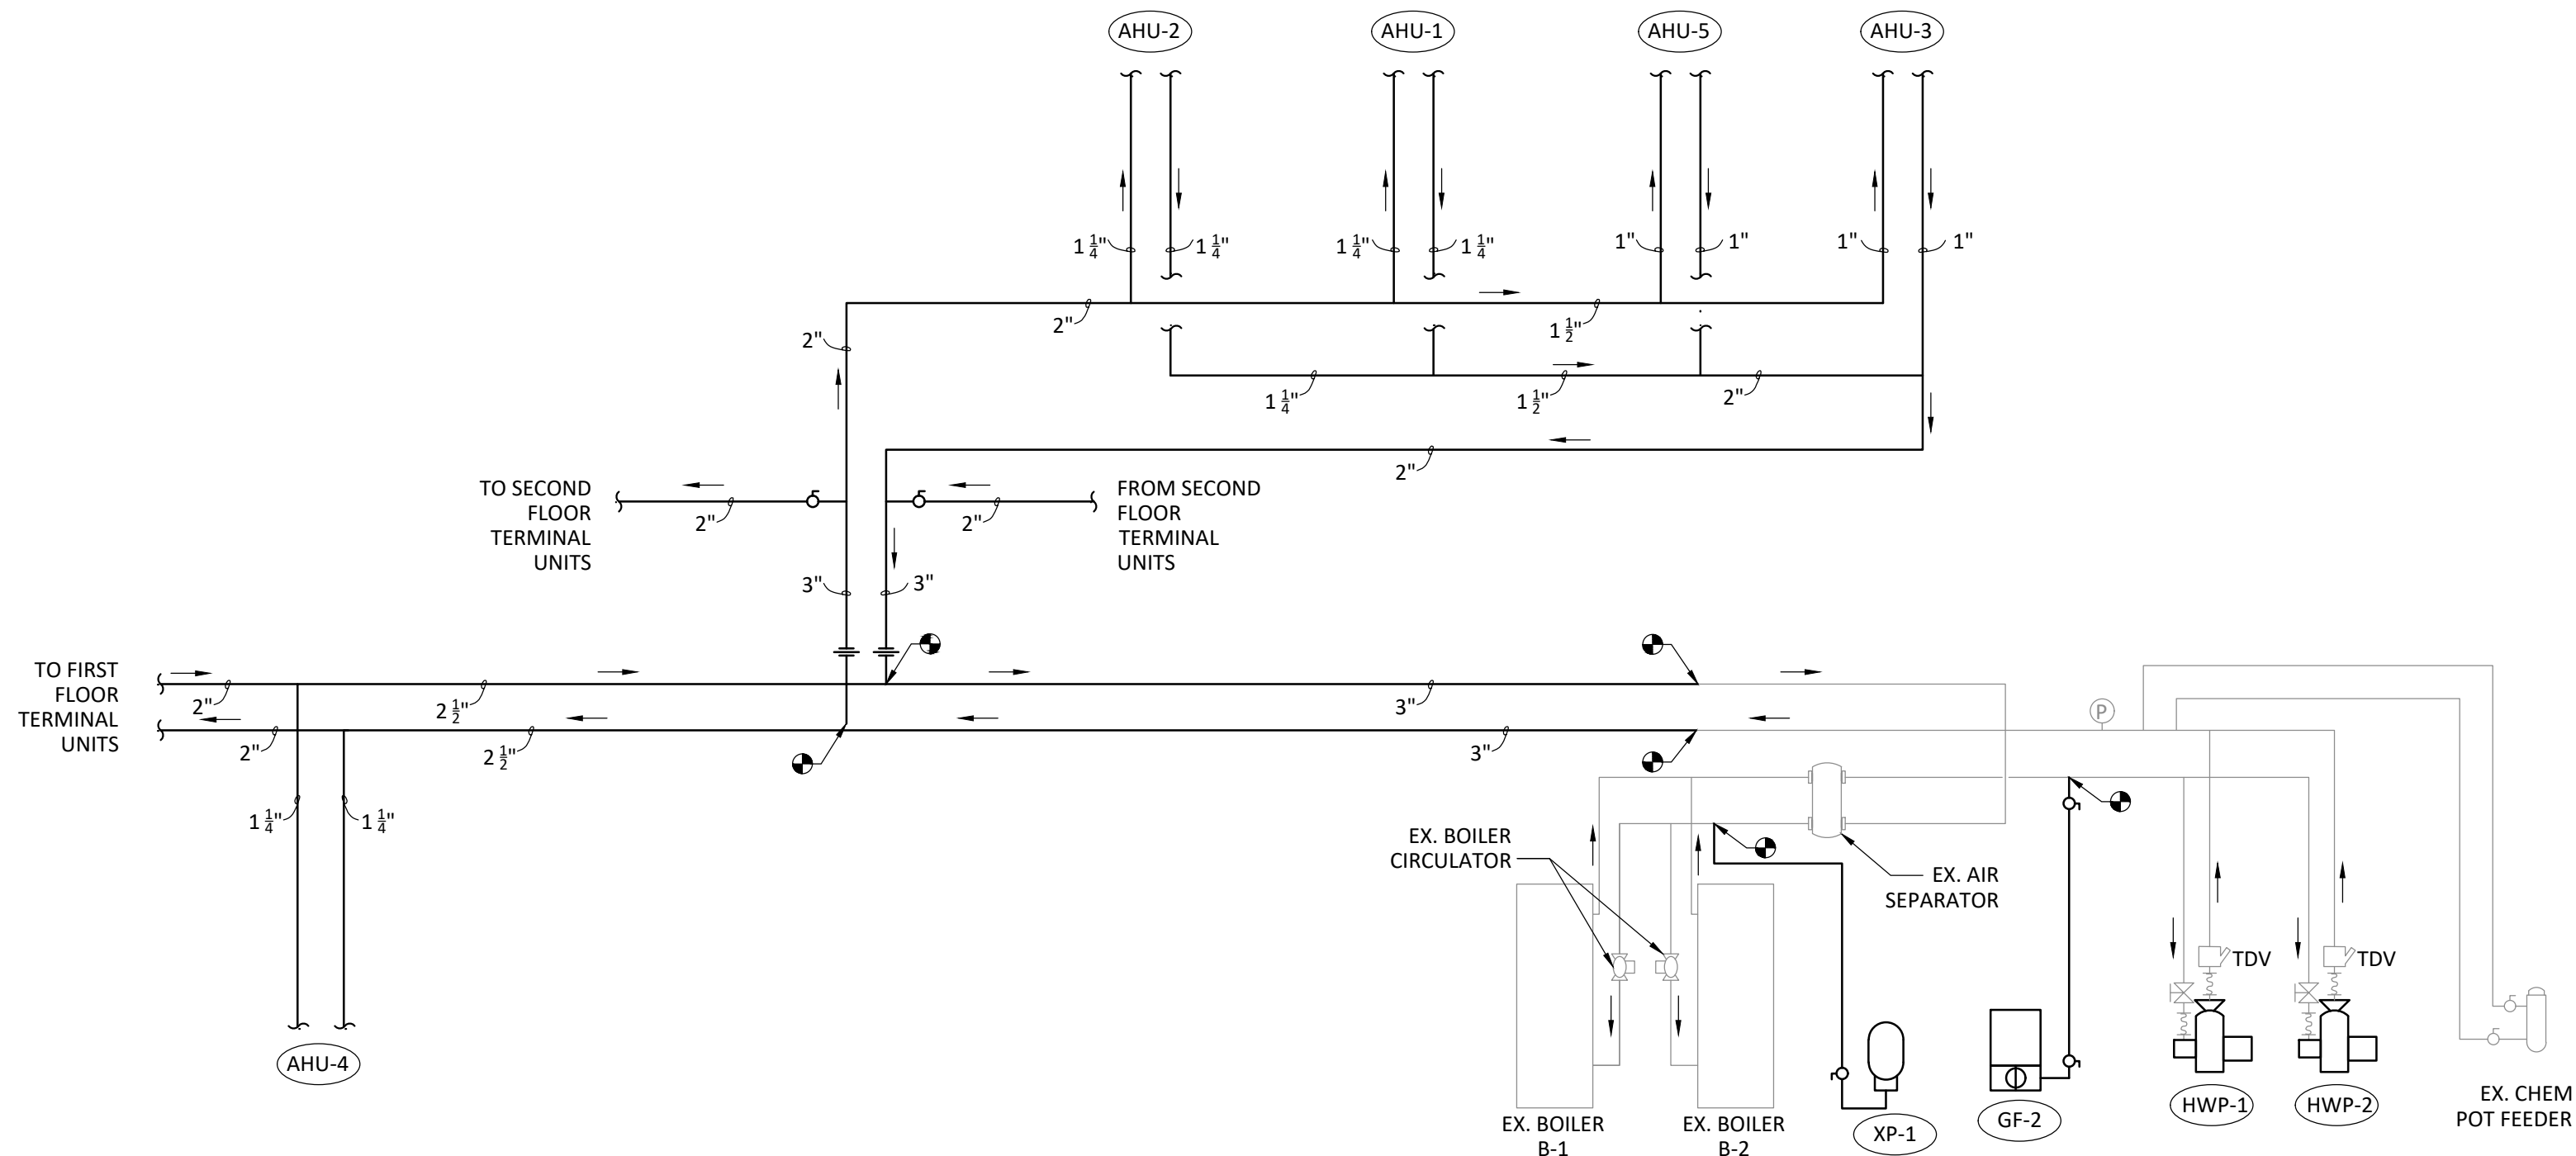 AHU-2
AHU-1
AHU-5
AHU-3
1 1/4"
1 1/4"
1 1/4"
1 1/4"
1"
1"
1"
1"
2"
2"
1 1/2"
1 1/4"
1 1/2"
2"
2"
TO SECOND
FLOOR
TERMINAL
UNITS
2"
2"
FROM SECOND
FLOOR
TERMINAL
UNITS
3"
3"
TO FIRST
FLOOR
TERMINAL
UNITS
2"
2 1/2"
3"
2"
2 1/2"
3"
P
1 1/4"
1 1/4"
AHU-4
EX. BOILER
CIRCULATOR
EX. AIR
SEPARATOR
TDV
TDV
EX. BOILER
B-1
EX. BOILER
B-2
XP-1
GF-2
HWP-1
HWP-2
EX. CHEM
POT FEEDER